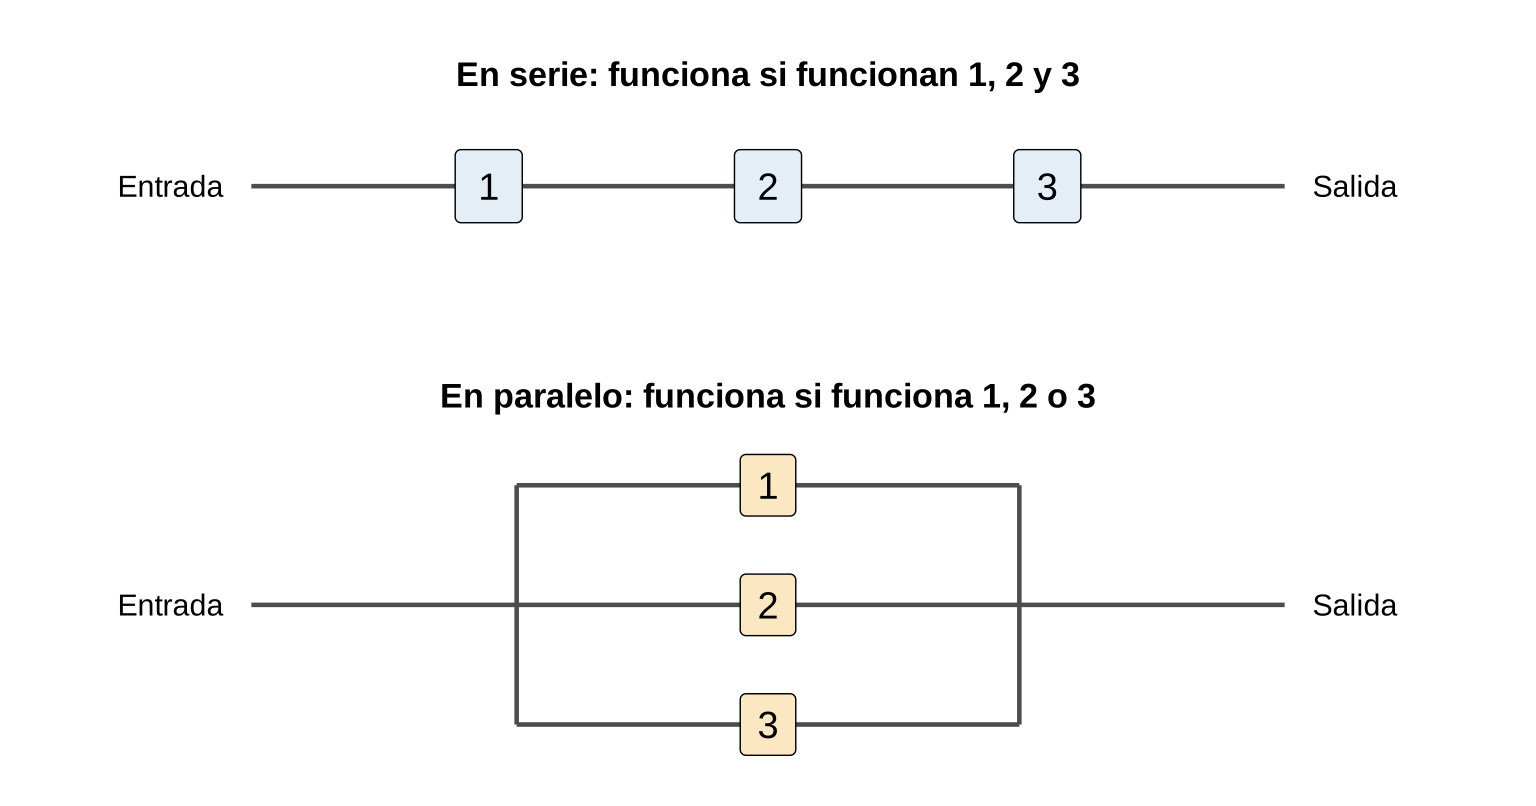 En serie: funciona si funcionan 1, 2 y 3
Entrada 1 2 3 Salida
En paralelo: funciona si funciona 1, 2 o 3
1
Entrada 2 Salida
3